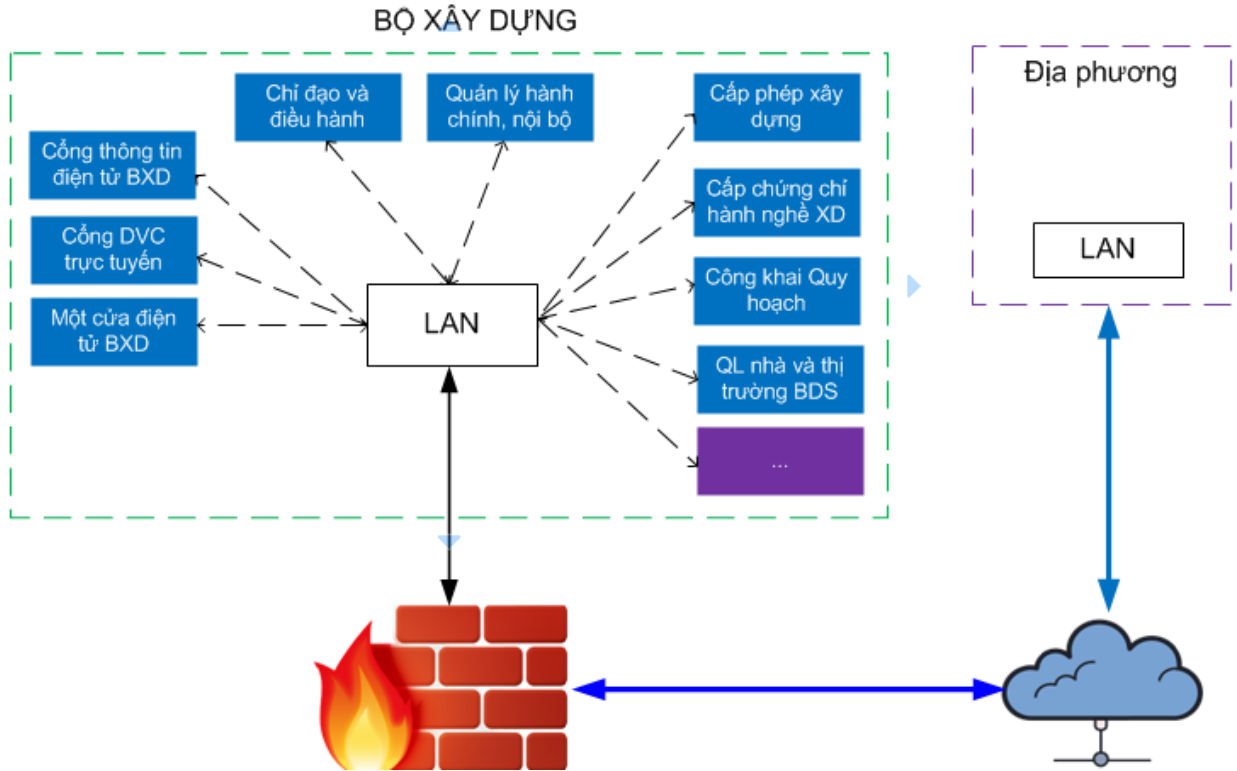 BỘ XÂY DỰNG
Địa phương
Chỉ đạo và
điều hành
Quản lý hành
chính, nội bộ
Cấp phép xây
dựng
Cổng thông tin
điện tử BXD
Cấp chứng chỉ
hành nghề XD
Cổng DVC
trực tuyến
LAN
Công khai Quy
hoạch
Một cửa điện
tử BXD
LAN
QL nhà và thị
trường BDS
...